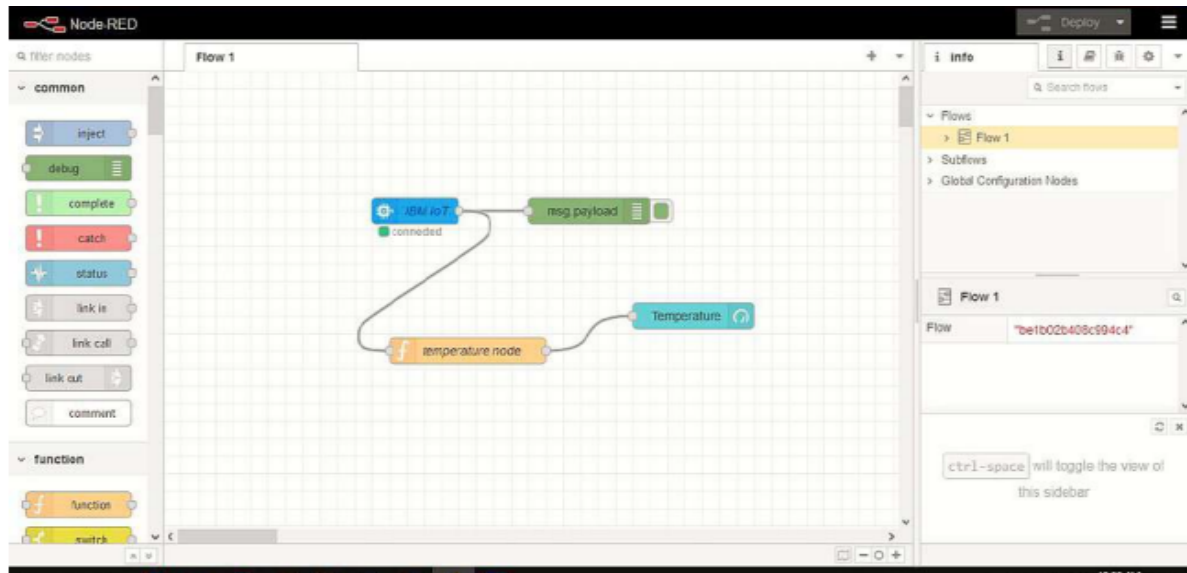 Node-RED
Deploy
filter nodes
Flow 1
info
Search flows
common
inject
debug
complete
catch
status
link in
link call
link out
comment
function
function
switch
IBM IoT
connected
msg.payload
temperature node
Temperature
Flows
Flow 1
Subflows
Global Configuration Nodes
Flow 1
Flow "be1b02b408c994c4"
ctrl-space will toggle the view of
this sidebar